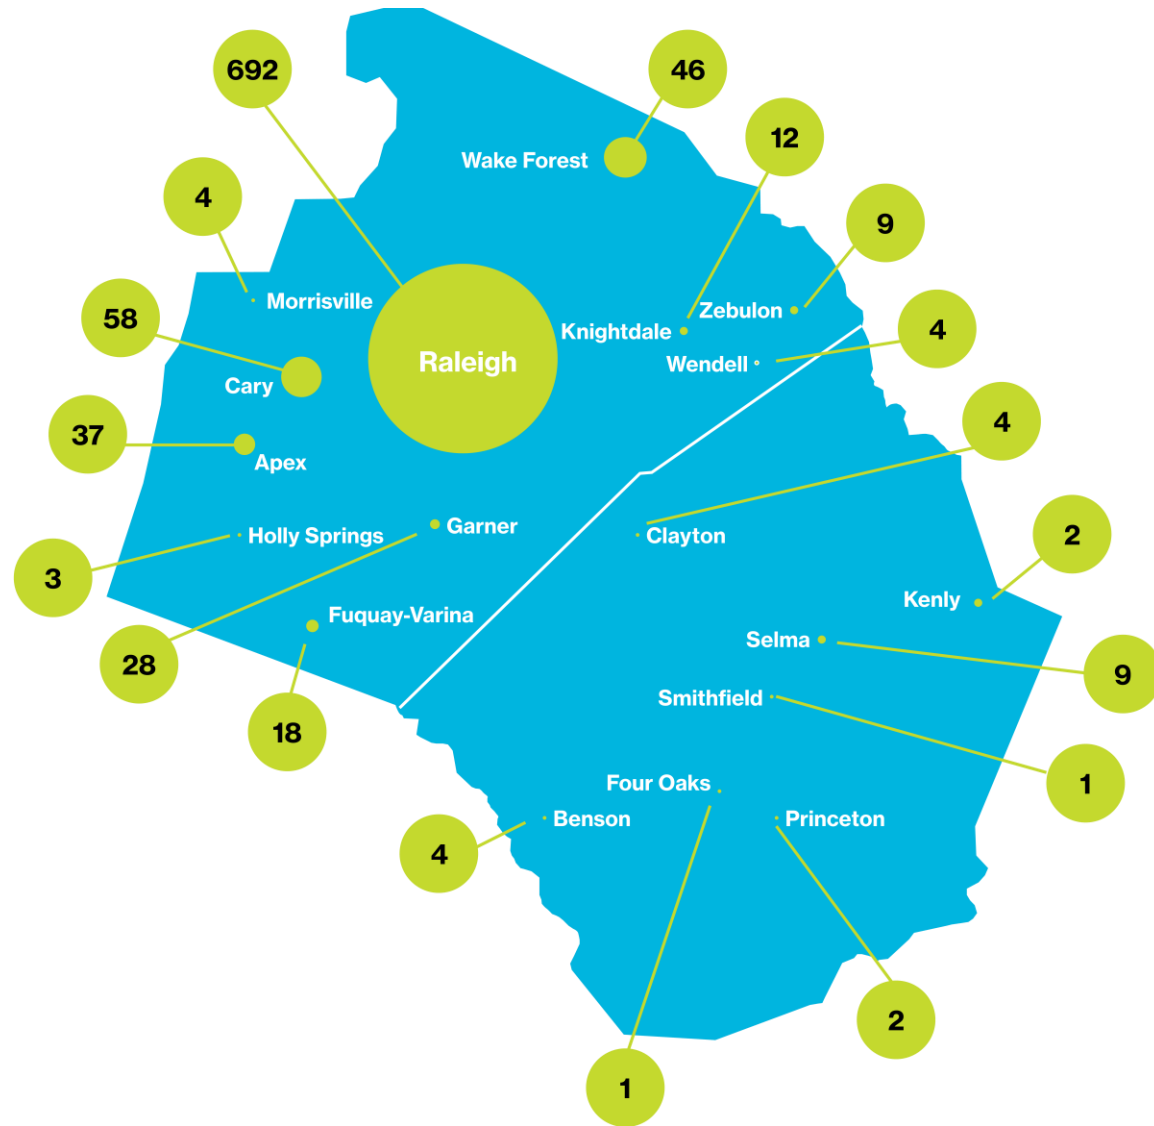 692
46
12
Wake Forest
4
9
Morrisville
Zebulon
58
Knightdale
4
Raleigh
Wendell
Cary
37
4
Apex
Garner
Holly Springs
Clayton
2
3
Kenly
Fuquay-Varina
Selma
28
9
Smithfield
18
Four Oaks
1
Benson
Princeton
4
2
1